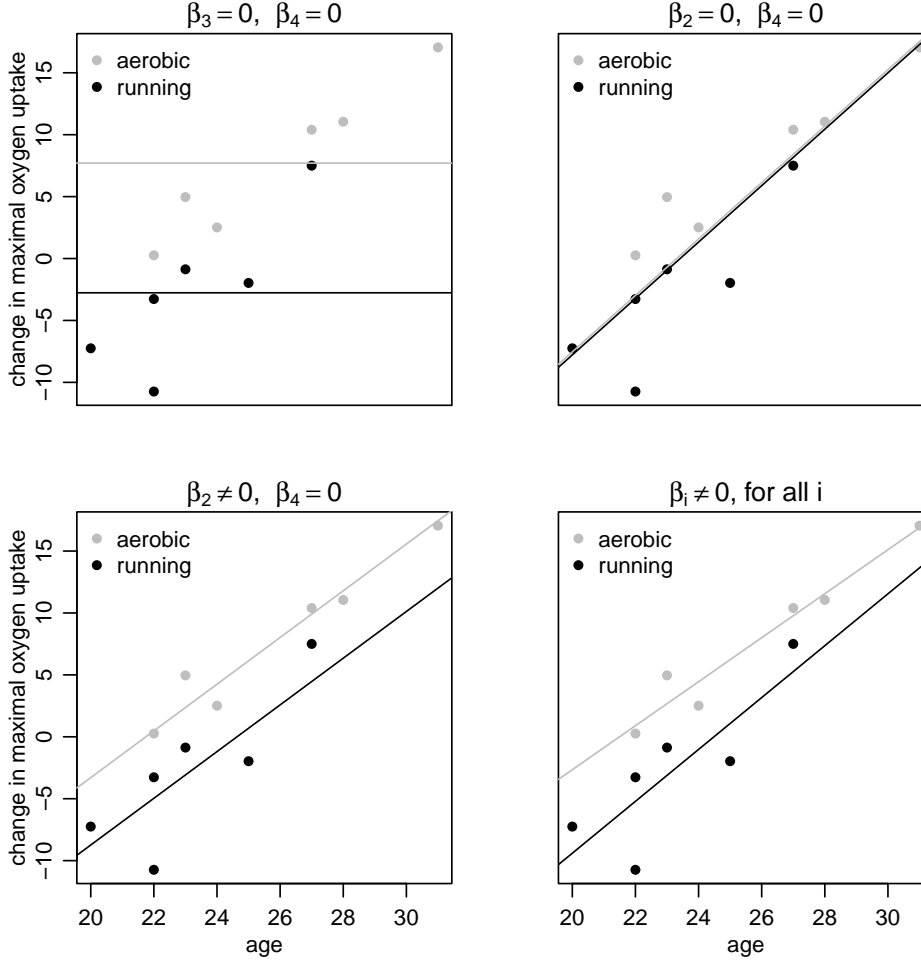 β₃ = 0, β₄ = 0
change in maximal oxygen uptake
15
10
5
0
−5
−10
aerobic
running
β₂ = 0, β₄ = 0
aerobic
running
β₂ ≠ 0, β₄ = 0
change in maximal oxygen uptake
15
10
5
0
−5
−10
aerobic
running
20 22 24 26 28 30
age
βᵢ ≠ 0, for all i
aerobic
running
20 22 24 26 28 30
age